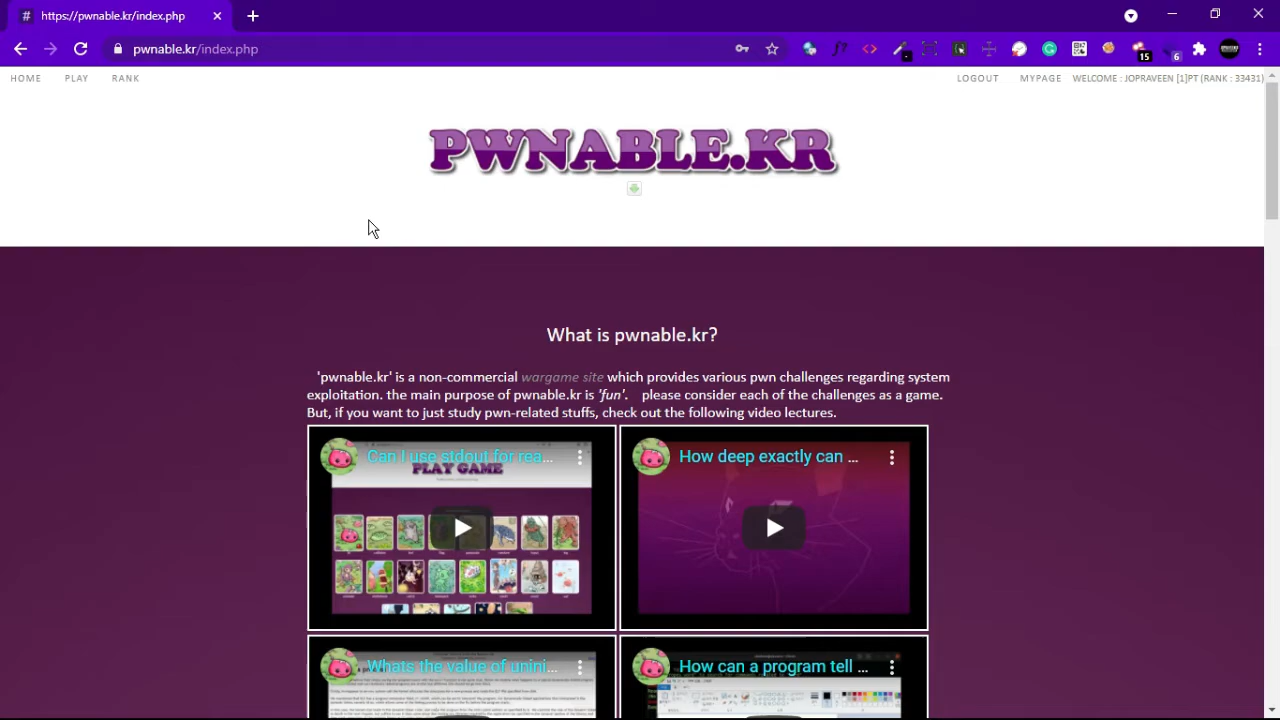 https://pwnable.kr/index.php
pwnable.kr/index.php
15
6
HOME PLAY RANK
LOGOUT MYPAGE WELCOME : JOPRAVEEN [1]PT (RANK : 33431)
PWNABLE.KR
What is pwnable.kr?
'pwnable.kr' is a non-commercial wargame site which provides various pwn challenges regarding system
exploitation. the main purpose of pwnable.kr is 'fun'. please consider each of the challenges as a game.
But, if you want to just study pwn-related stuffs, check out the following video lectures.
Can I use stdout for rea...
PLAY GAME
How deep exactly can ...
Whats the value of unini...
How can a program tell ...